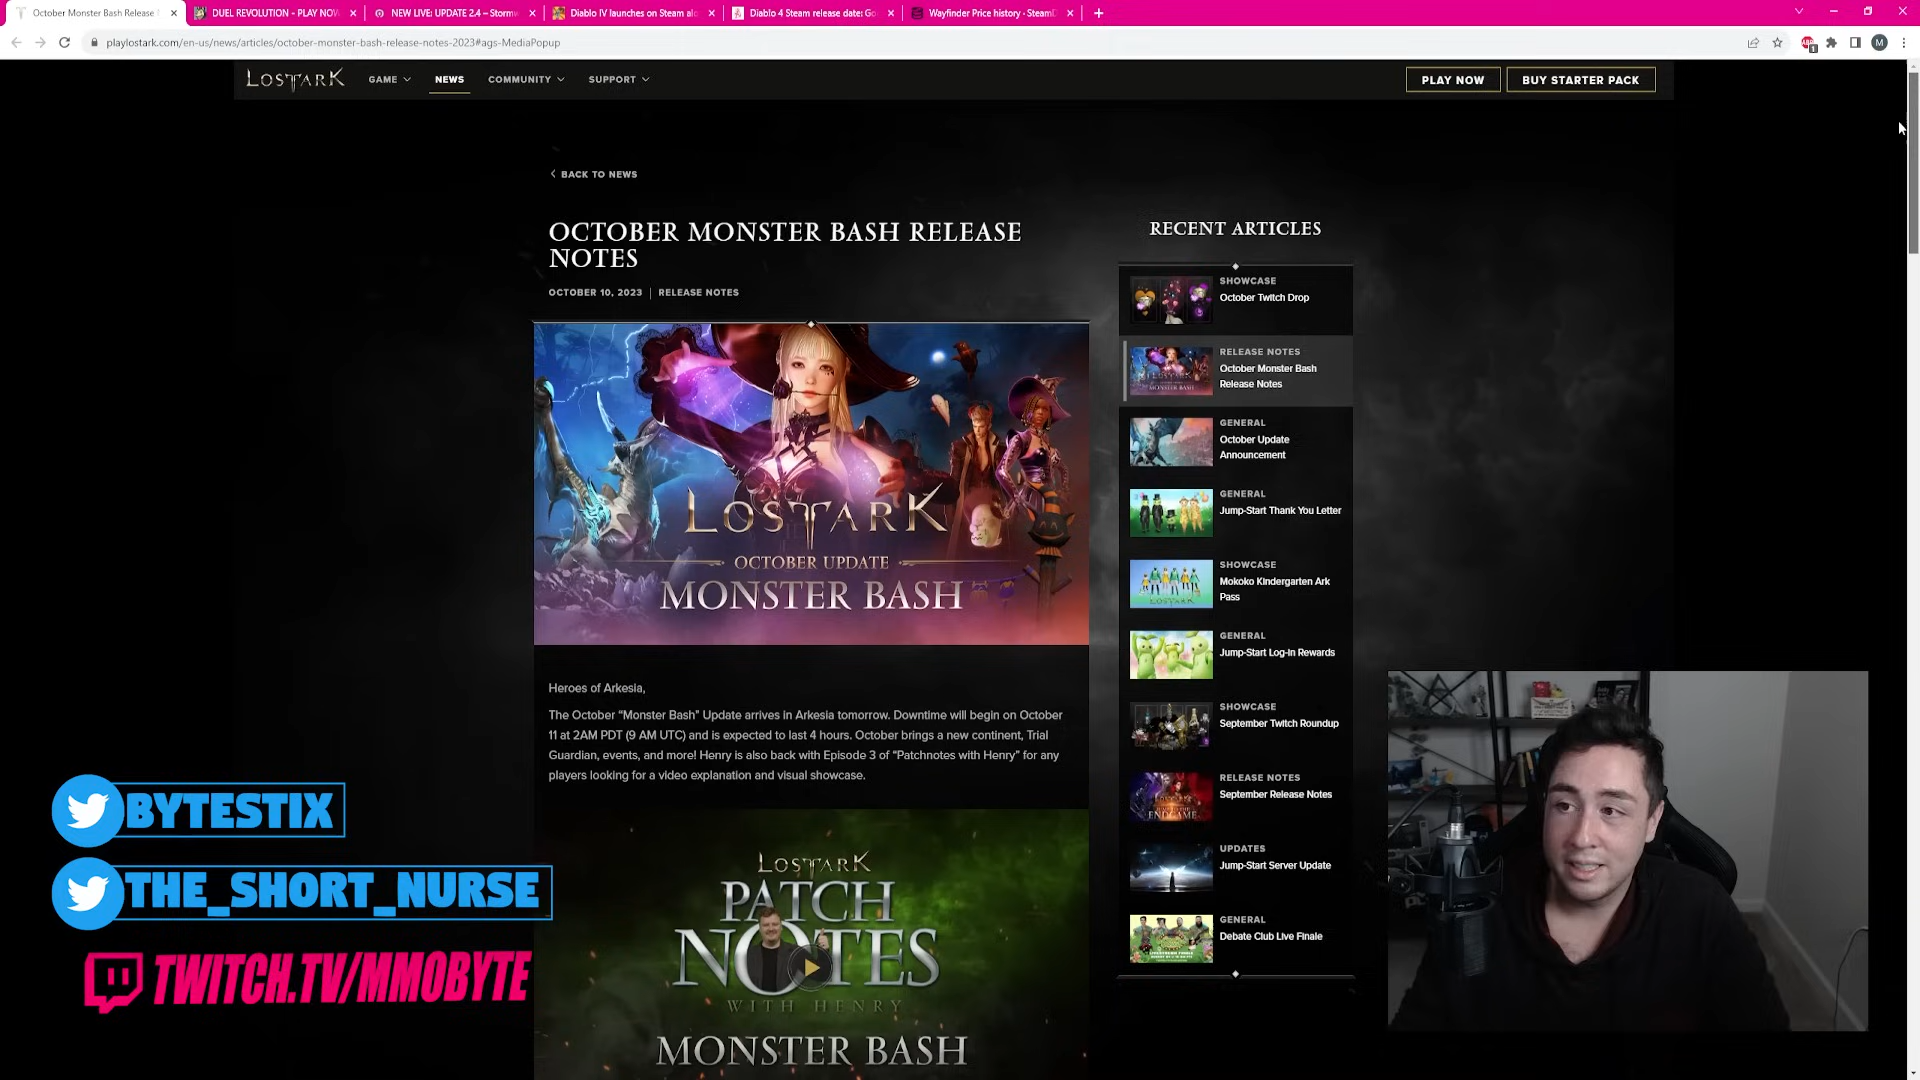 October Monster Bash Release
DUEL REVOLUTION - PLAY NOW
NEW LIVE: UPDATE 2.4 – Stormw
Diablo IV launches on Steam al
Diablo 4 Steam release date: Go
Wayfinder Price history · SteamD
playlostark.com/en-us/news/articles/october-monster-bash-release-notes-2023#ags-MediaPopup
M
LOST ARK
GAME
NEWS
COMMUNITY
SUPPORT
PLAY NOW
BUY STARTER PACK
BACK TO NEWS
OCTOBER MONSTER BASH RELEASE
NOTES
OCTOBER 10, 2023 | RELEASE NOTES
LOST ARK
OCTOBER UPDATE
MONSTER BASH
Heroes of Arkesia,
The October “Monster Bash” Update arrives in Arkesia tomorrow. Downtime will begin on October
11 at 2AM PDT (9 AM UTC) and is expected to last 4 hours. October brings a new continent, Trial
Guardian, events, and more! Henry is also back with Episode 3 of “Patchnotes with Henry” for any
players looking for a video explanation and visual showcase.
LOST ARK
PATCH
NOTES
WITH HENRY
MONSTER BASH
RECENT ARTICLES
SHOWCASE
October Twitch Drop
RELEASE NOTES
October Monster Bash
Release Notes
GENERAL
October Update
Announcement
GENERAL
Jump-Start Thank You Letter
SHOWCASE
Mokoko Kindergarten Ark
Pass
GENERAL
Jump-Start Log-in Rewards
SHOWCASE
September Twitch Roundup
RELEASE NOTES
September Release Notes
UPDATES
Jump-Start Server Update
GENERAL
Debate Club Live Finale
BYTESTIX
THE_SHORT_NURSE
TWITCH.TV/MMOBYTE